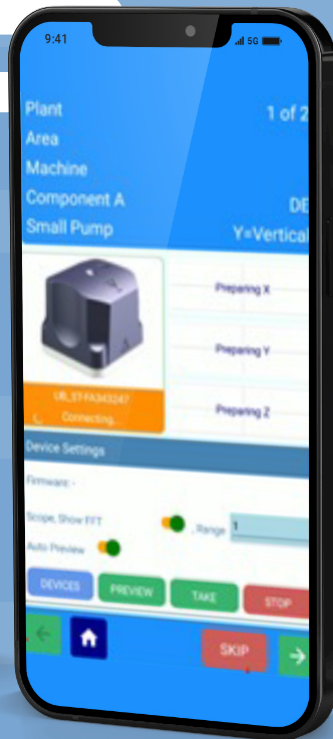 9:41 5G
Plant 1 of 2
Area
Machine
Component A DE
Small Pump Y=Vertical
Preparing X
Preparing Y
Preparing Z
Connecting...
Device Settings
Firmware: -
Scope, Show FFT , Range 1
Auto Preview
DEVICES PREVIEW TAKE STOP
SKIP